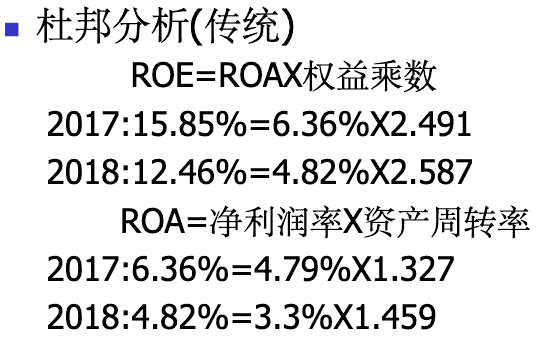 杜邦分析(传统)
ROE=ROAX权益乘数
2017:15.85%=6.36%X2.491
2018:12.46%=4.82%X2.587
ROA=净利润率X资产周转率
2017:6.36%=4.79%X1.327
2018:4.82%=3.3%X1.459